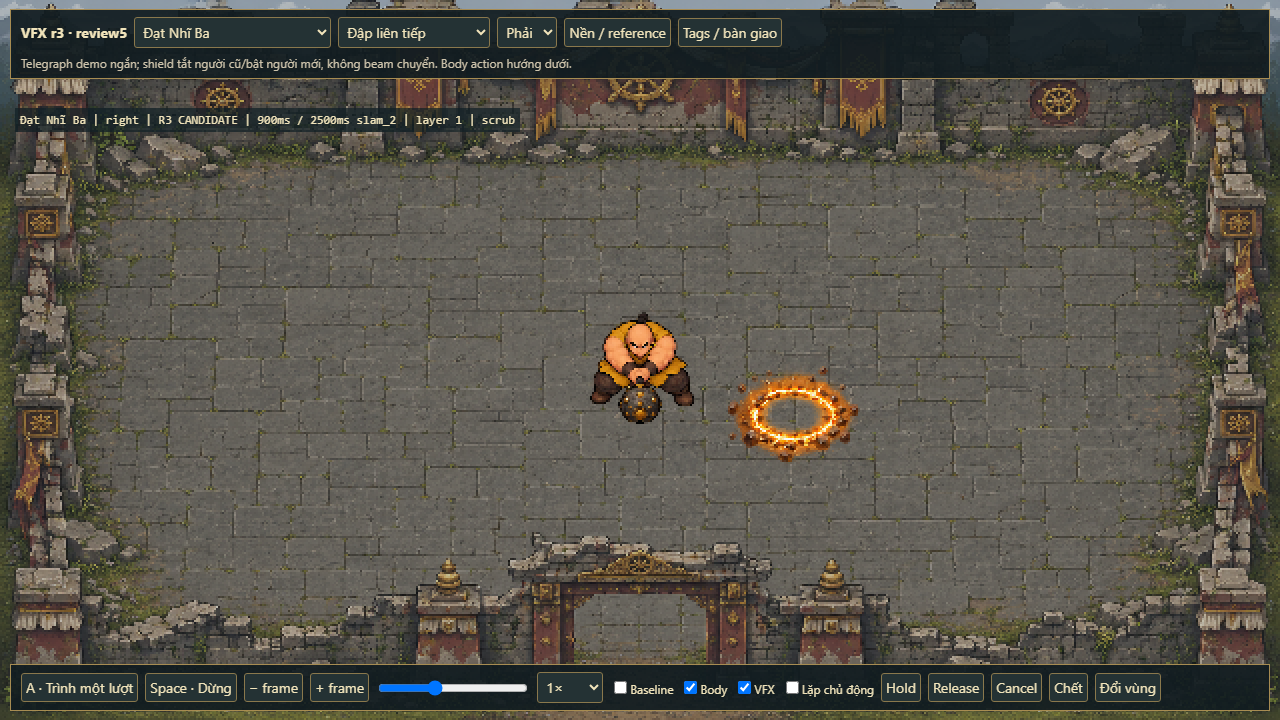 VFX r3 · review5 Đạt Nhĩ Ba Đập liên tiếp Phải Nền / reference Tags / bàn giao
Telegraph demo ngắn; shield tắt người cũ/bật người mới, không beam chuyển. Body action hướng dưới.
Đạt Nhĩ Ba | right | R3 CANDIDATE | 900ms / 2500ms slam_2 | layer 1 | scrub
A · Trình một lượt Space · Dừng − frame + frame 1× Baseline Body VFX Lặp chủ động Hold Release Cancel Chết Đổi vùng